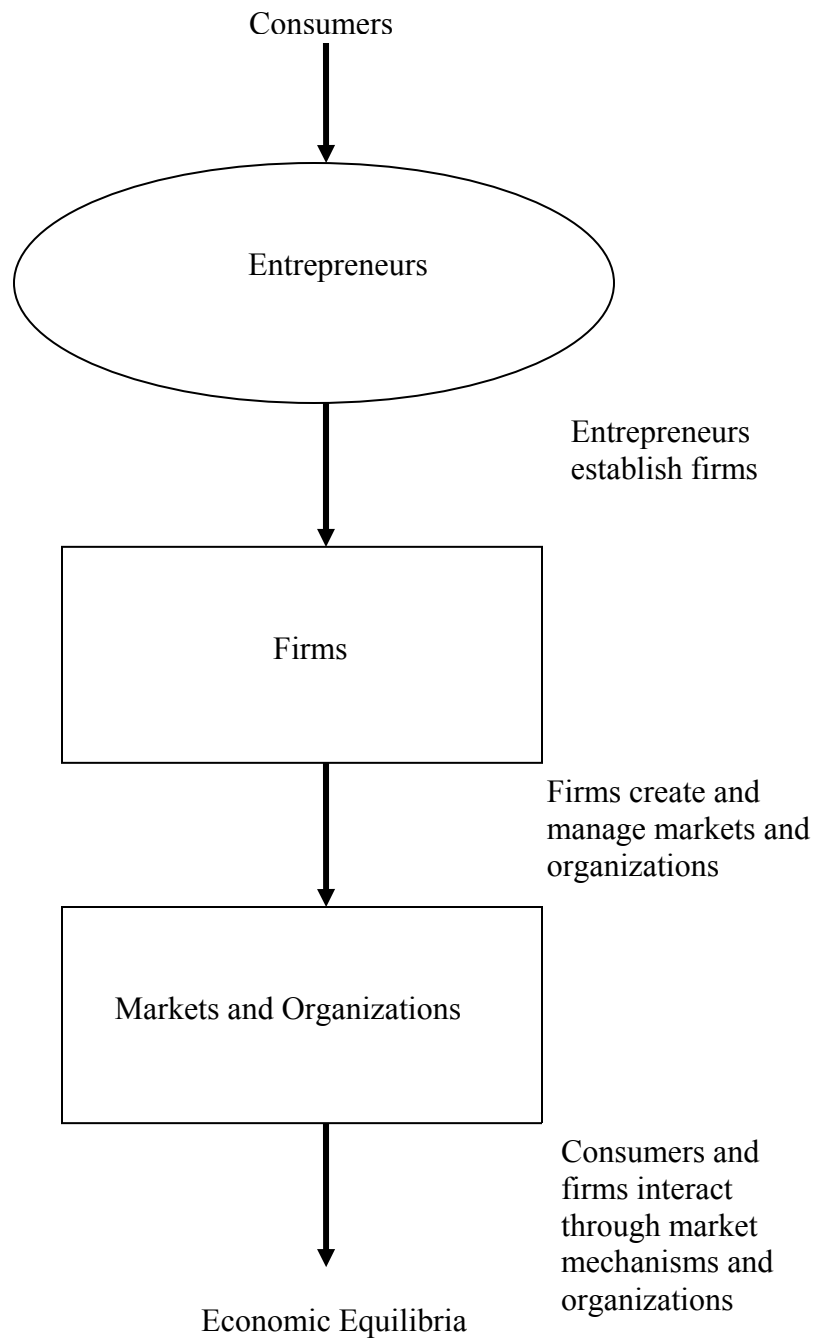 Consumers
Entrepreneurs
Entrepreneurs
establish firms
Firms
Firms create and
manage markets and
organizations
Markets and Organizations
Consumers and
firms interact
through market
mechanisms and
organizations
Economic Equilibria